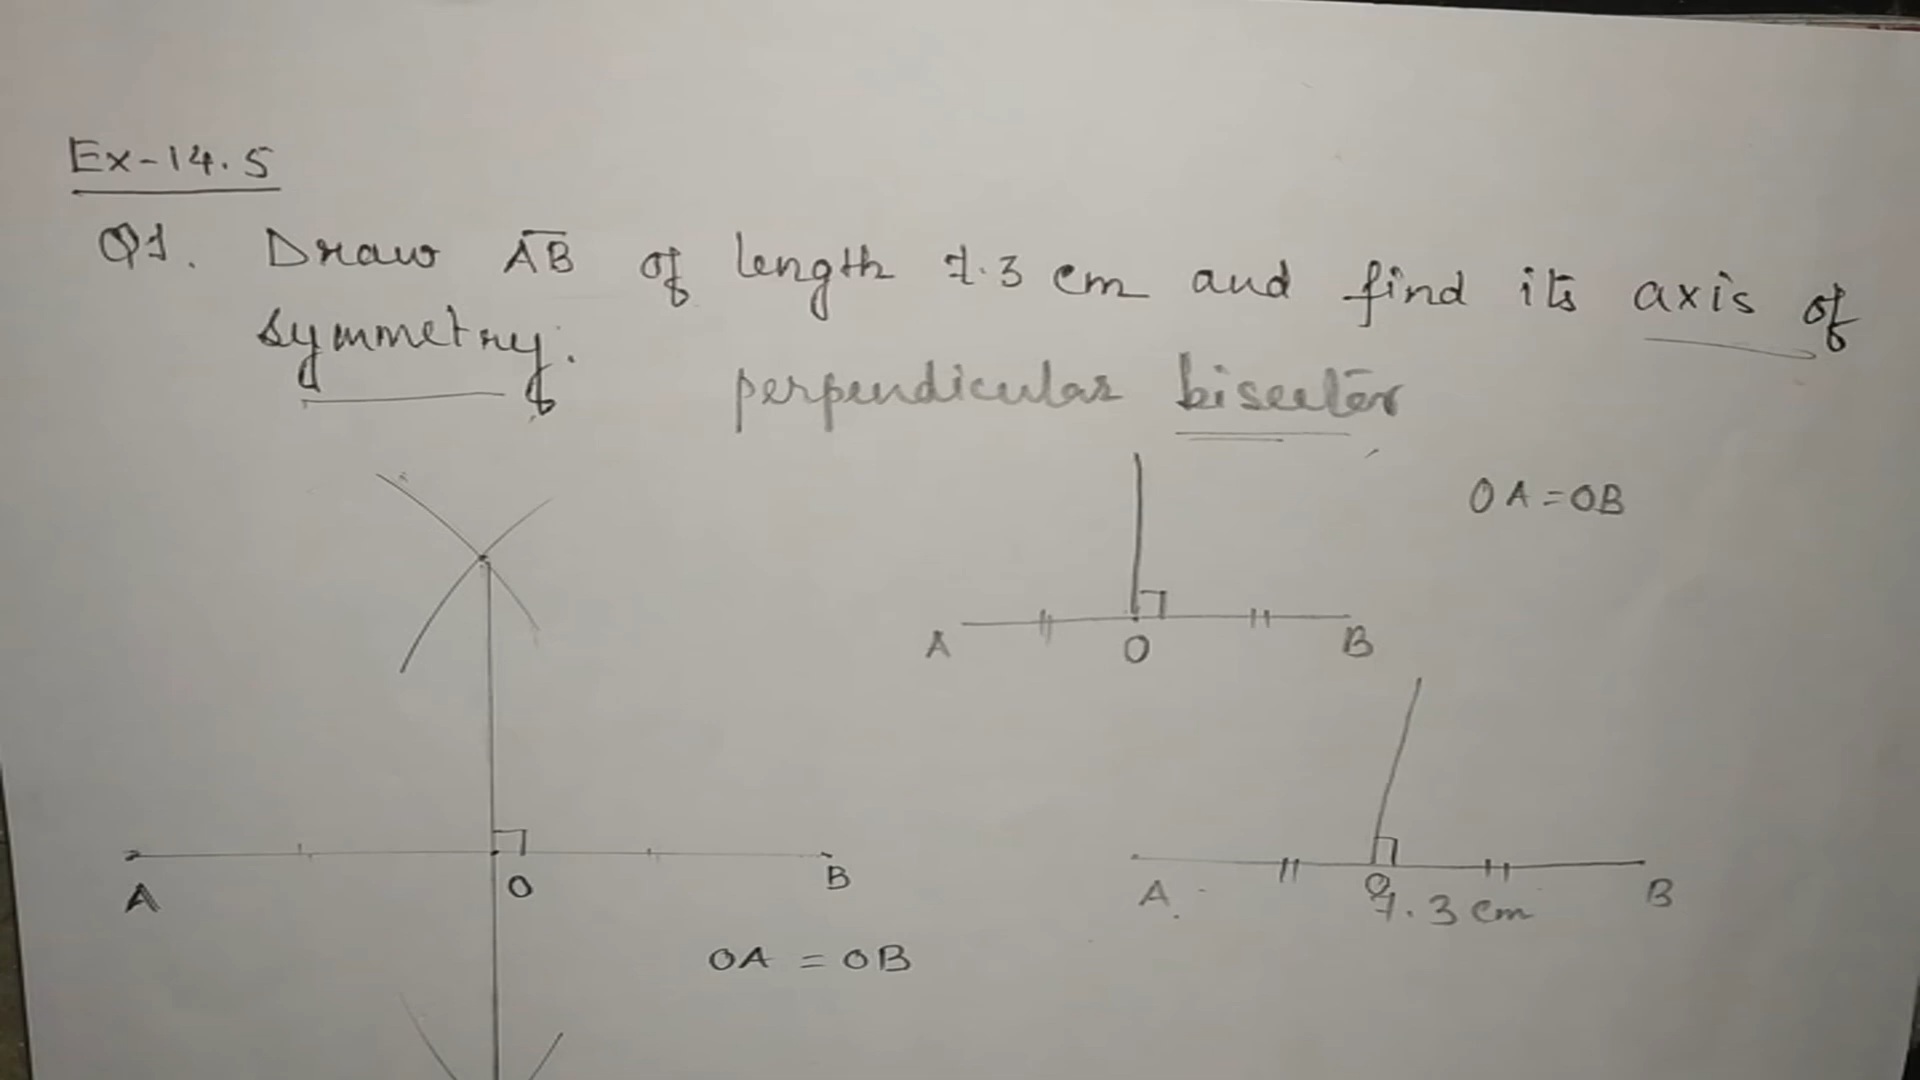 Ex-14.5
Q1. Draw AB of length 7.3 cm and find its axis of
symmetry.
perpendicular bisector
OA = OB
A O B
A O B
7.3 cm
A O B
OA = OB